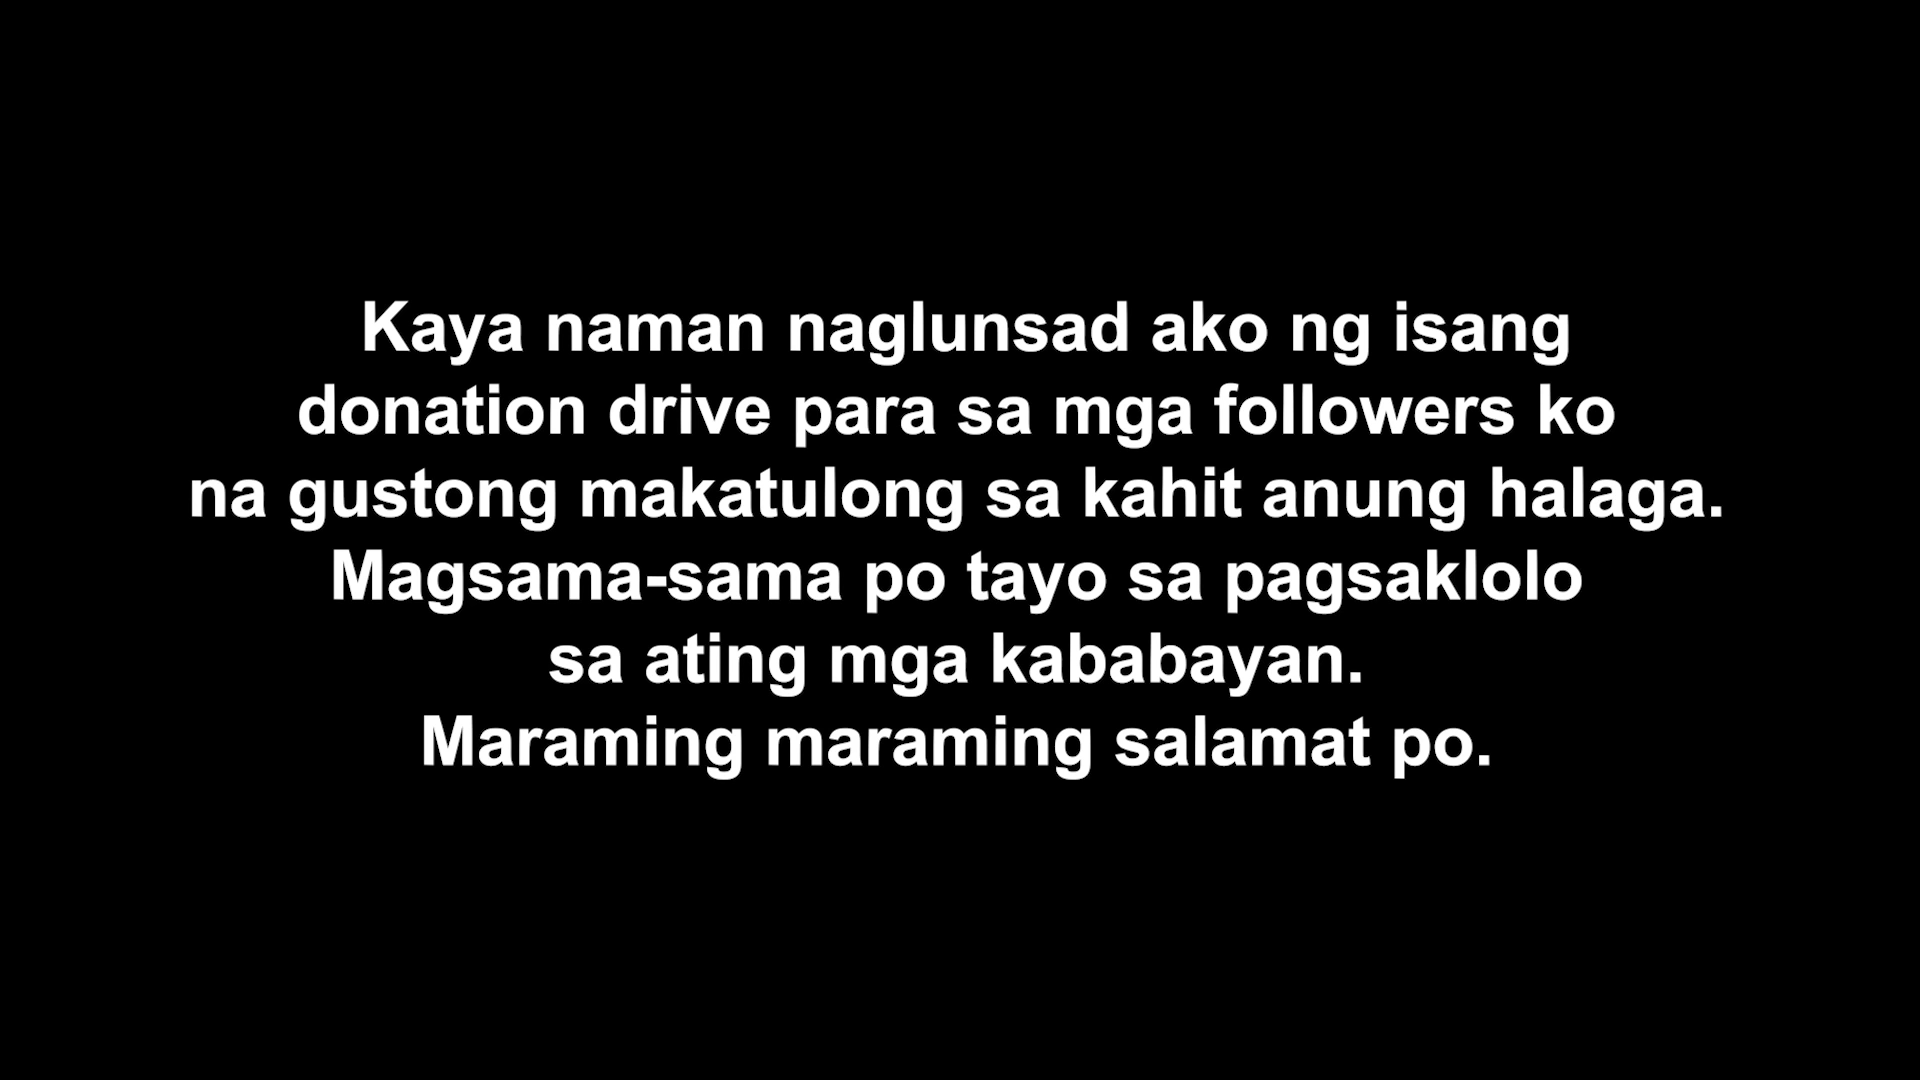 Kaya naman naglunsad ako ng isang
donation drive para sa mga followers ko
na gustong makatulong sa kahit anung halaga.
Magsama-sama po tayo sa pagsaklolo
sa ating mga kababayan.
Maraming maraming salamat po.